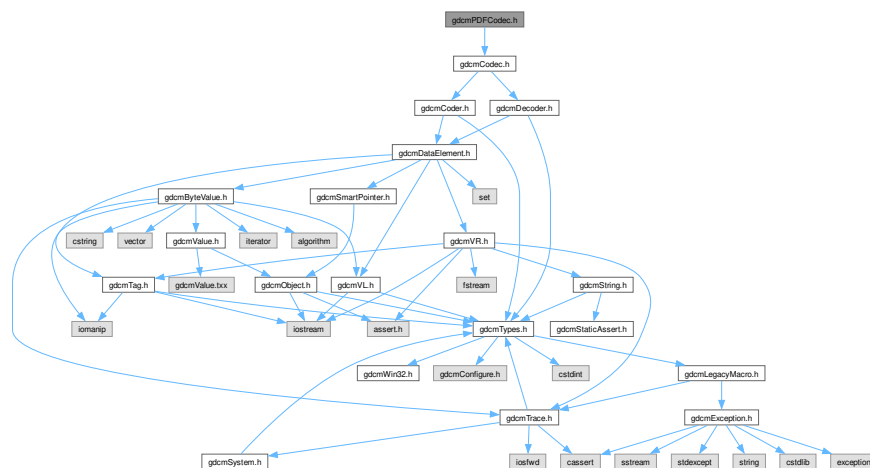 gdcmPDFCodec.h
gdcmCodec.h
gdcmCoder.h
gdcmDecoder.h
gdcmDataElement.h
gdcmByteValue.h
gdcmSmartPointer.h
set
cstring
vector
gdcmValue.h
iterator
algorithm
gdcmVR.h
gdcmTag.h
gdcmValue.txx
gdcmObject.h
gdcmVL.h
fstream
gdcmString.h
iomanip
iostream
assert.h
gdcmTypes.h
gdcmStaticAssert.h
gdcmWin32.h
gdcmConfigure.h
cstdint
gdcmLegacyMacro.h
gdcmTrace.h
gdcmException.h
gdcmSystem.h
iosfwd
cassert
sstream
stdexcept
string
cstdlib
exception